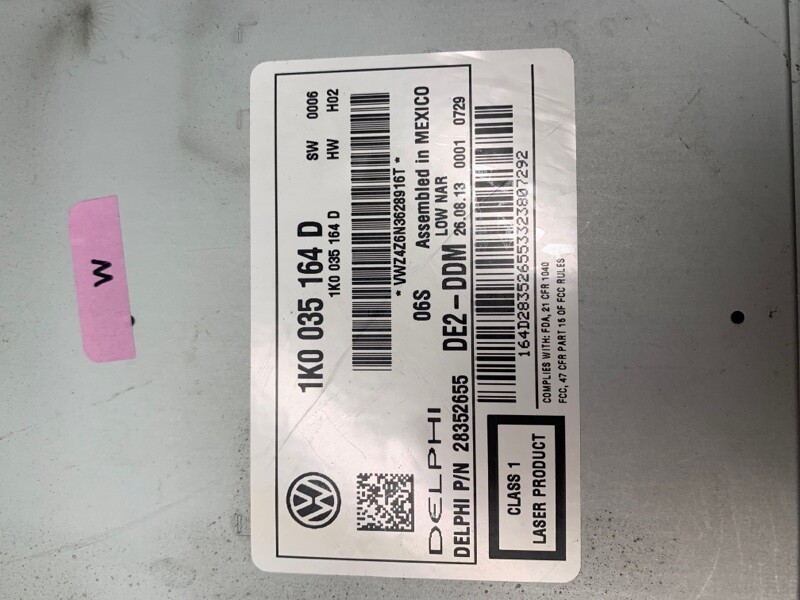 W
1K0 035 164 D
1K0 035 164 D
SW 0006
HW H02
* VWZ4Z6N3628916T *
06S
Assembled in MEXICO
LOW NAR
DELPHI
DELPHI P/N 28352655
DE2-DDM 26.08.13 0001 0729
164D28352655332380 7292
COMPLIES WITH: FDA, 21 CFR 1040
FCC, 47 CFR PART 15 OF FCC RULES
CLASS 1
LASER PRODUCT